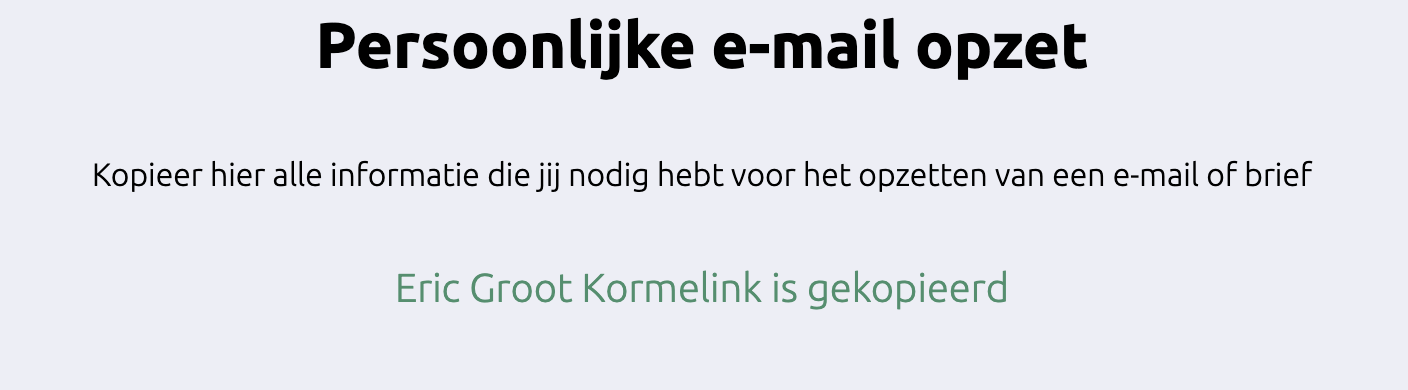 Persoonlijke e-mail opzet
Kopieer hier alle informatie die jij nodig hebt voor het opzetten van een e-mail of brief
Eric Groot Kormelink is gekopieerd